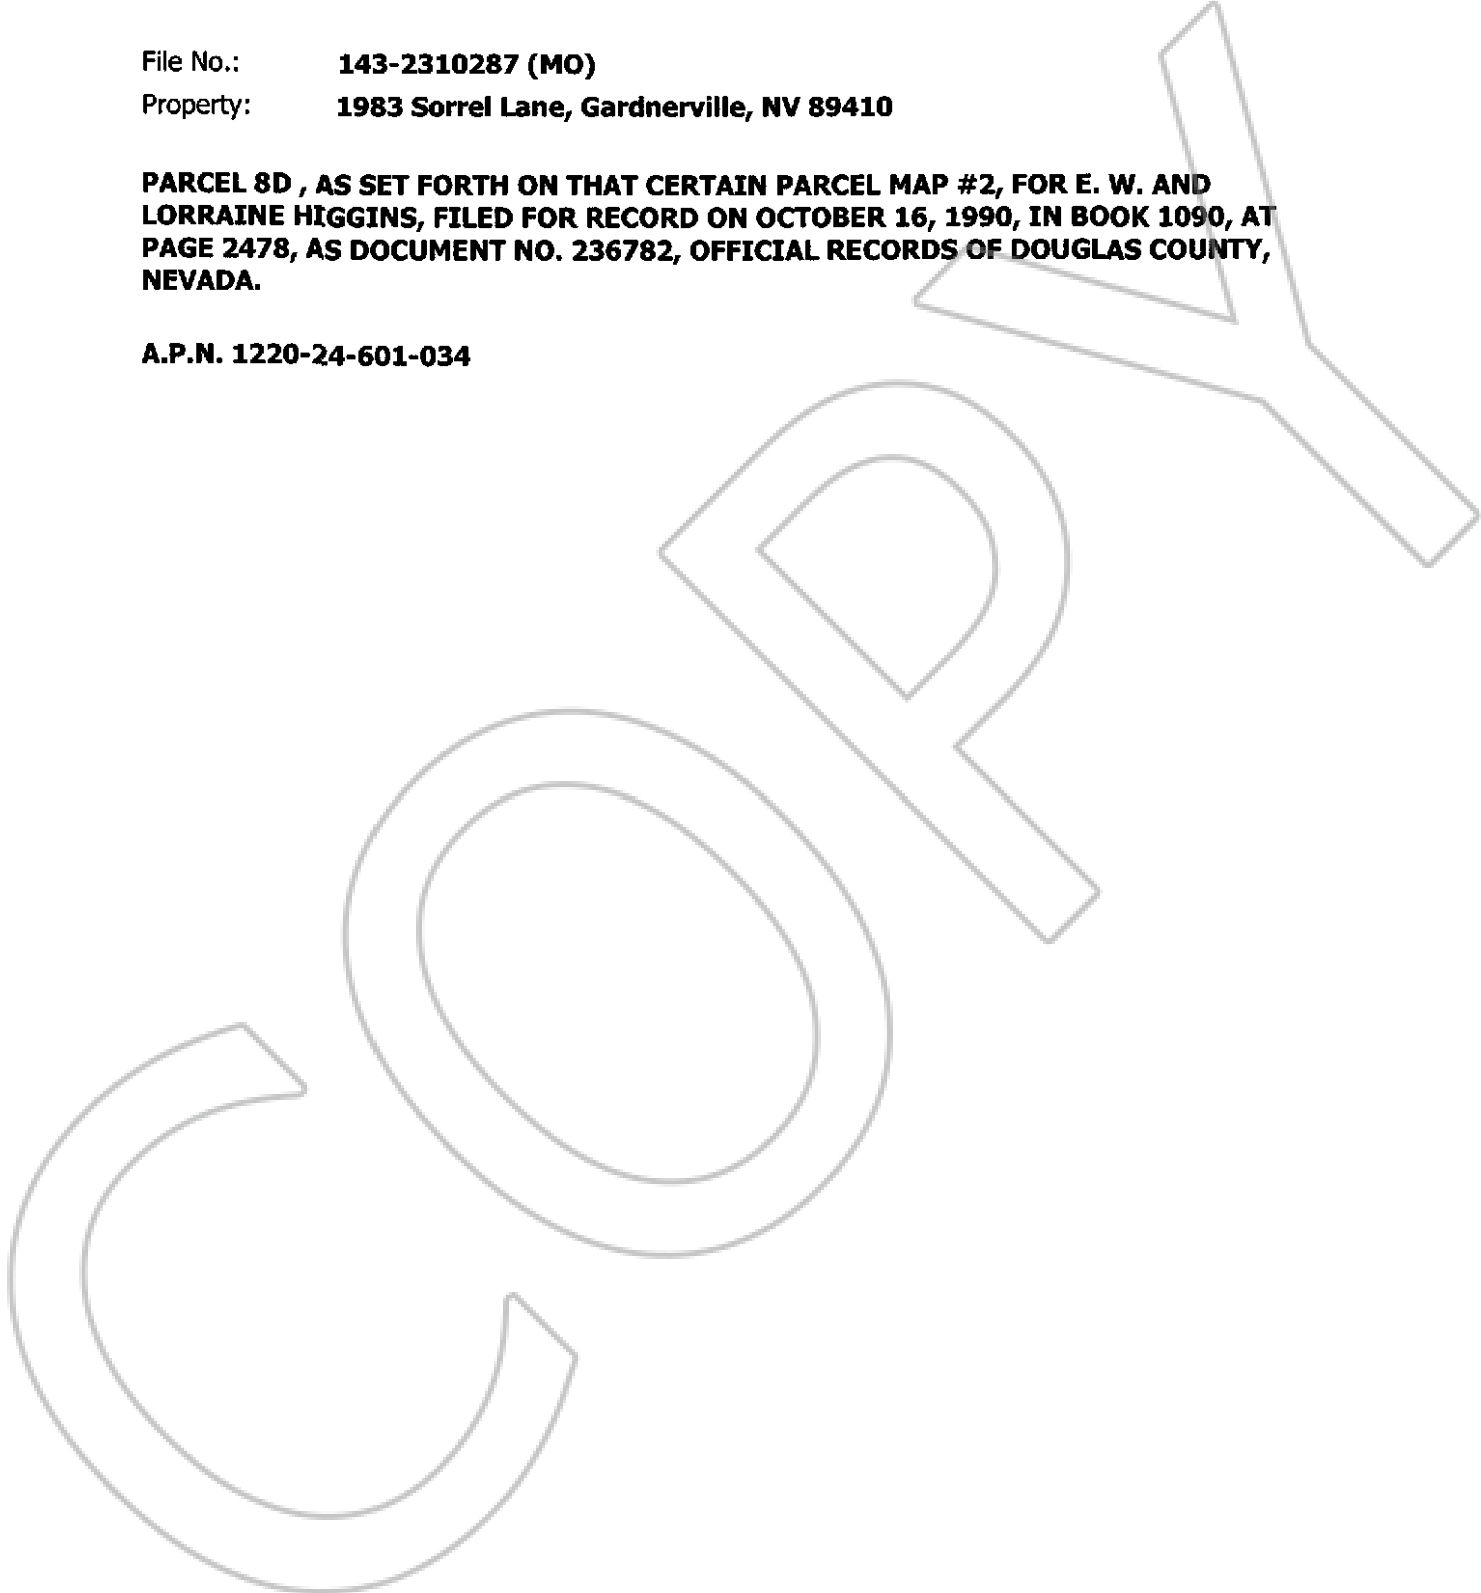 File No.: 143-2310287 (MO)
Property: 1983 Sorrel Lane, Gardnerville, NV 89410
PARCEL 8D , AS SET FORTH ON THAT CERTAIN PARCEL MAP #2, FOR E. W. AND
LORRAINE HIGGINS, FILED FOR RECORD ON OCTOBER 16, 1990, IN BOOK 1090, AT
PAGE 2478, AS DOCUMENT NO. 236782, OFFICIAL RECORDS OF DOUGLAS COUNTY,
NEVADA.
A.P.N. 1220-24-601-034
COPY